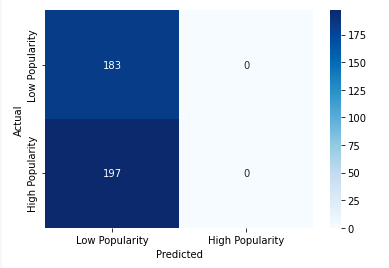 Actual
Low Popularity
High Popularity
183
0
197
0
Low Popularity
High Popularity
Predicted
175
150
125
100
75
50
25
0